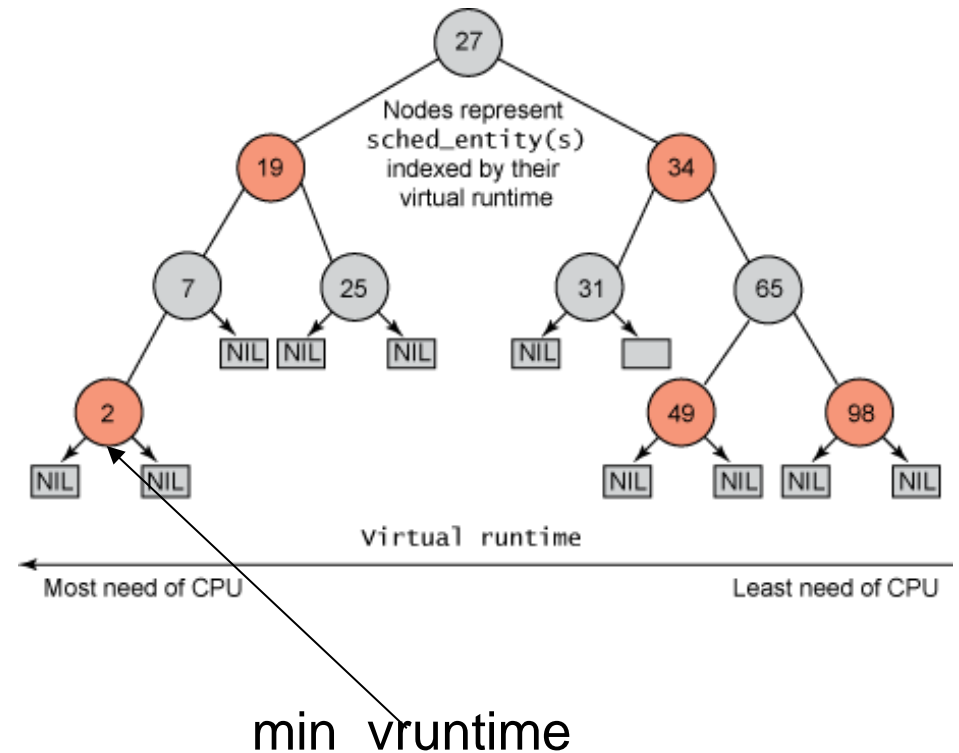 27
Nodes represent
sched_entity(s)
indexed by their
virtual runtime
19
34
7
25
31
65
NIL
NIL
NIL
NIL
2
49
98
NIL
NIL
NIL
NIL
NIL
NIL
Virtual runtime
Most need of CPU
Least need of CPU
min vruntime